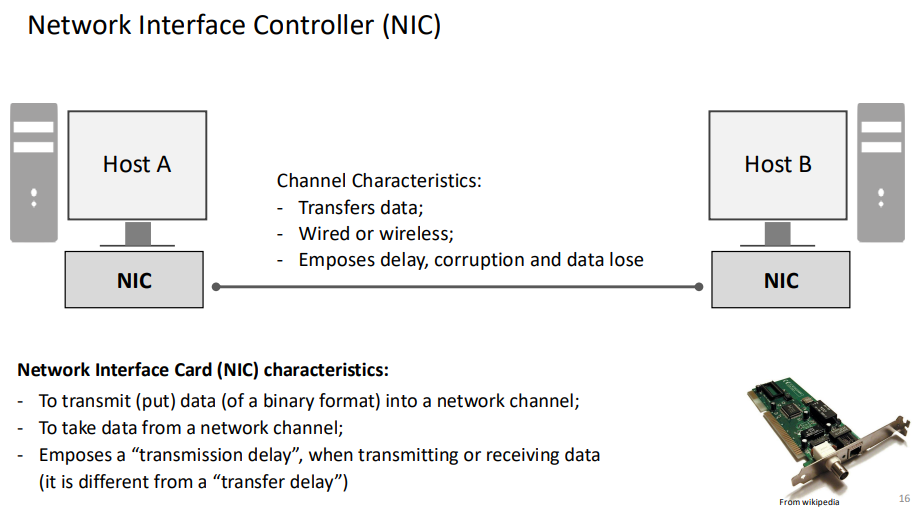 Network Interface Controller (NIC)
Host A
Host B
Channel Characteristics:
- Transfers data;
- Wired or wireless;
- Emposes delay, corruption and data lose
NIC
NIC
Network Interface Card (NIC) characteristics:
- To transmit (put) data (of a binary format) into a network channel;
- To take data from a network channel;
- Emposes a “transmission delay”, when transmitting or receiving data
(it is different from a “transfer delay”)
From wikipedia
16